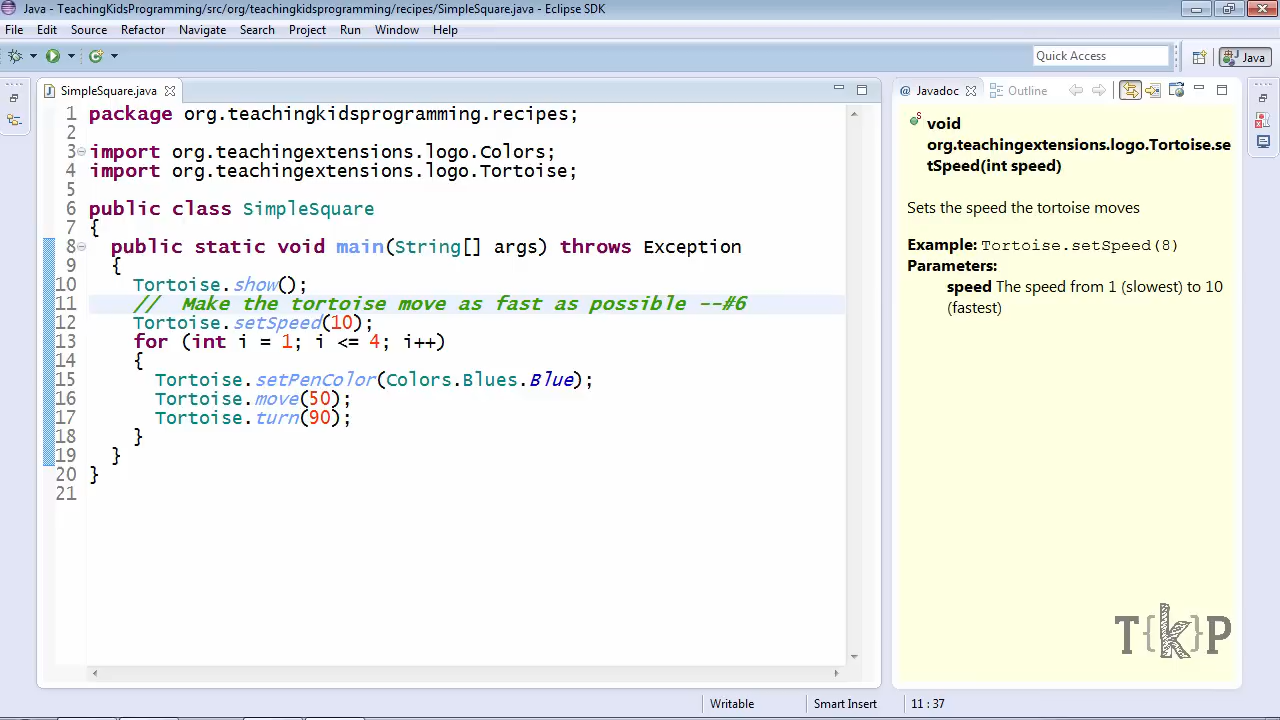 Java - TeachingKidsProgramming/src/org/teachingkidsprogramming/recipes/SimpleSquare.java - Eclipse SDK
File Edit Source Refactor Navigate Search Project Run Window Help
Quick Access
Java
SimpleSquare.java
1 package org.teachingkidsprogramming.recipes;
2
3 import org.teachingextensions.logo.Colors;
4 import org.teachingextensions.logo.Tortoise;
5
6 public class SimpleSquare
7 {
8 public static void main(String[] args) throws Exception
9 {
10 Tortoise.show();
11 // Make the tortoise move as fast as possible --#6
12 Tortoise.setSpeed(10);
13 for (int i = 1; i <= 4; i++)
14 {
15 Tortoise.setPenColor(Colors.Blues.Blue);
16 Tortoise.move(50);
17 Tortoise.turn(90);
18 }
19 }
20 }
21
Javadoc Outline
void
org.teachingextensions.logo.Tortoise.se
tSpeed(int speed)
Sets the speed the tortoise moves
Example: Tortoise.setSpeed(8)
Parameters:
speed The speed from 1 (slowest) to 10
(fastest)
T{k}P
Writable Smart Insert 11 : 37